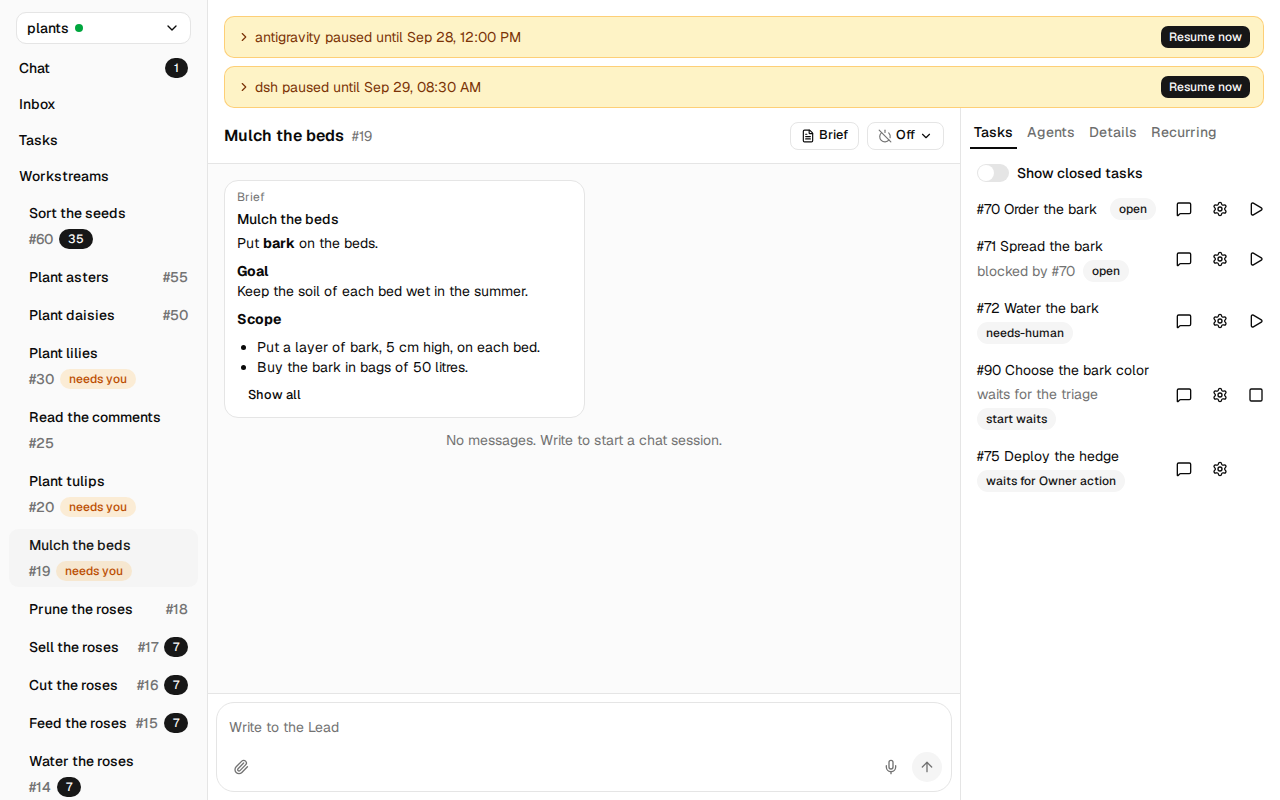 plants
Chat 1
Inbox
Tasks
Workstreams
Sort the seeds
#60 35
Plant asters #55
Plant daisies #50
Plant lilies
#30 needs you
Read the comments
#25
Plant tulips
#20 needs you
Mulch the beds
#19 needs you
Prune the roses #18
Sell the roses #17 7
Cut the roses #16 7
Feed the roses #15 7
Water the roses
#14 7
antigravity paused until Sep 28, 12:00 PM Resume now
dsh paused until Sep 29, 08:30 AM Resume now
Mulch the beds #19 Brief Off
Brief
Mulch the beds
Put bark on the beds.
Goal
Keep the soil of each bed wet in the summer.
Scope
• Put a layer of bark, 5 cm high, on each bed.
• Buy the bark in bags of 50 litres.
Show all
No messages. Write to start a chat session.
Write to the Lead
Tasks Agents Details Recurring
Show closed tasks
#70 Order the bark open
#71 Spread the bark
blocked by #70 open
#72 Water the bark
needs-human
#90 Choose the bark color
waits for the triage
start waits
#75 Deploy the hedge
waits for Owner action